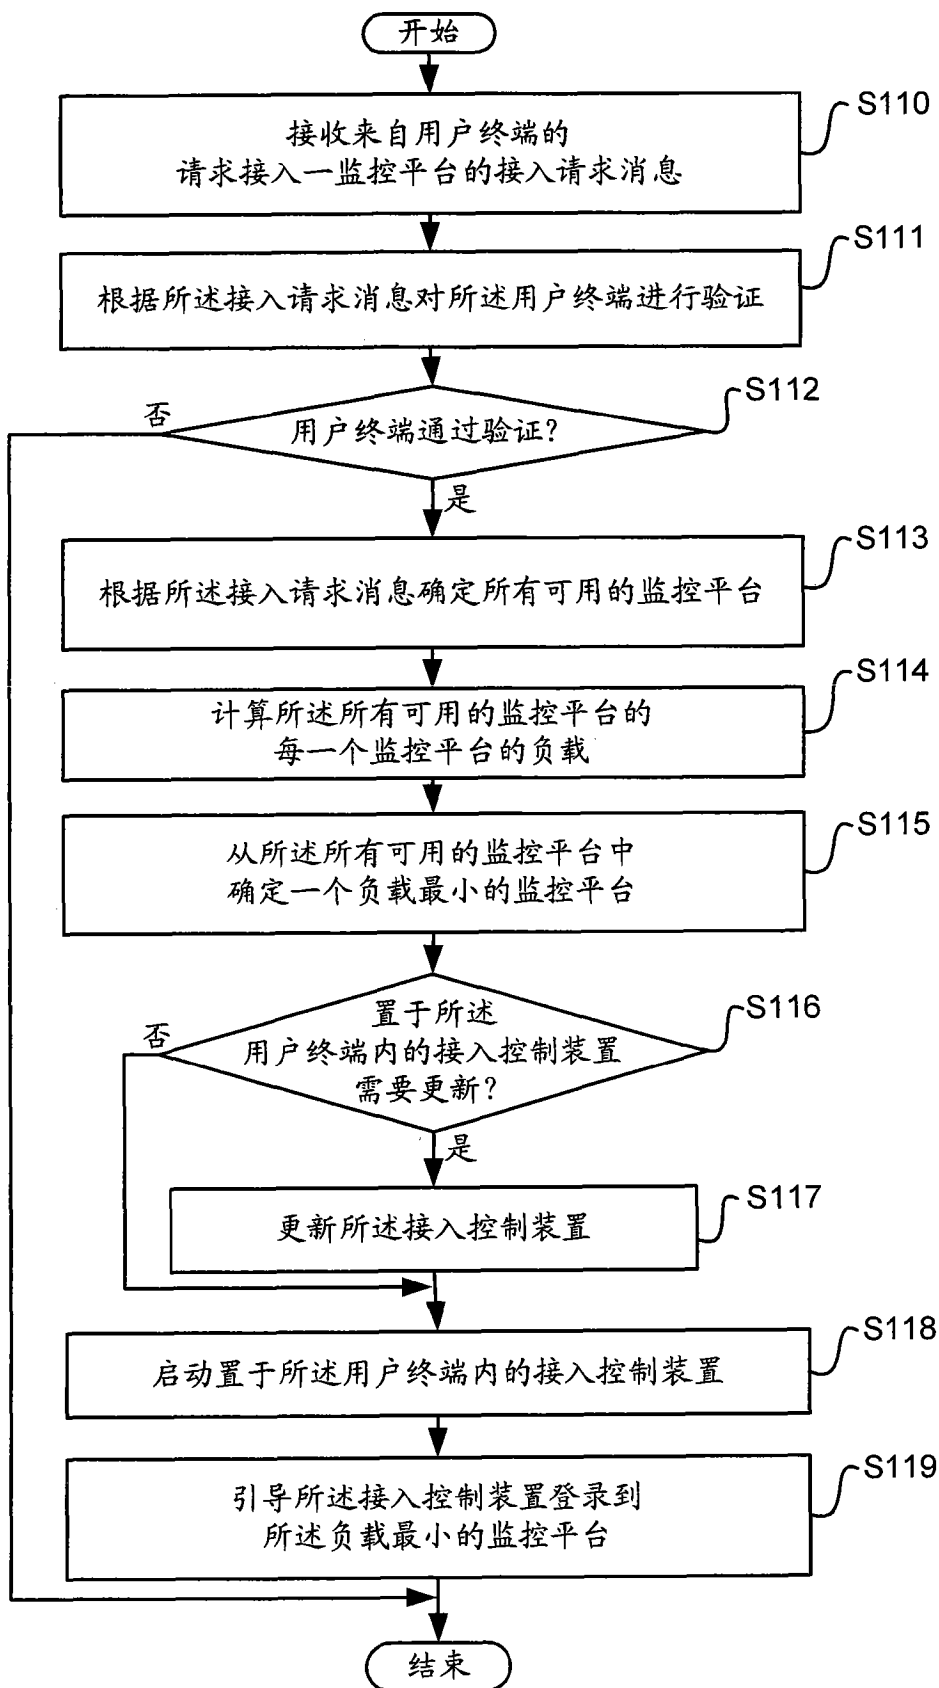 开始
S110
接收来自用户终端的
请求接入一监控平台的接入请求消息
S111
根据所述接入请求消息对所述用户终端进行验证
S112
否
用户终端通过验证?
是
S113
根据所述接入请求消息确定所有可用的监控平台
S114
计算所述所有可用的监控平台的
每一个监控平台的负载
S115
从所述所有可用的监控平台中
确定一个负载最小的监控平台
S116
否
置于所述
用户终端内的接入控制装置
需要更新?
是
S117
更新所述接入控制装置
S118
启动置于所述用户终端内的接入控制装置
S119
引导所述接入控制装置登录到
所述负载最小的监控平台
结束